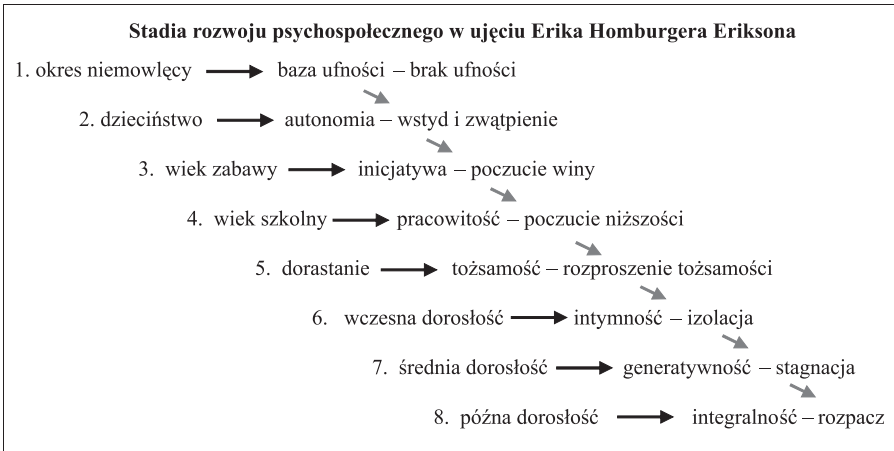 Stadia rozwoju psychospołecznego w ujęciu Erika Homburgera Eriksona
1. okres niemowlęcy baza ufności – brak ufności
2. dzieciństwo autonomia – wstyd i zwątpienie
3. wiek zabawy inicjatywa – poczucie winy
4. wiek szkolny pracowitość – poczucie niższości
5. dorastanie tożsamość – rozproszenie tożsamości
6. wczesna dorosłość intymność – izolacja
7. średnia dorosłość generatywność – stagnacja
8. późna dorosłość integralność – rozpacz